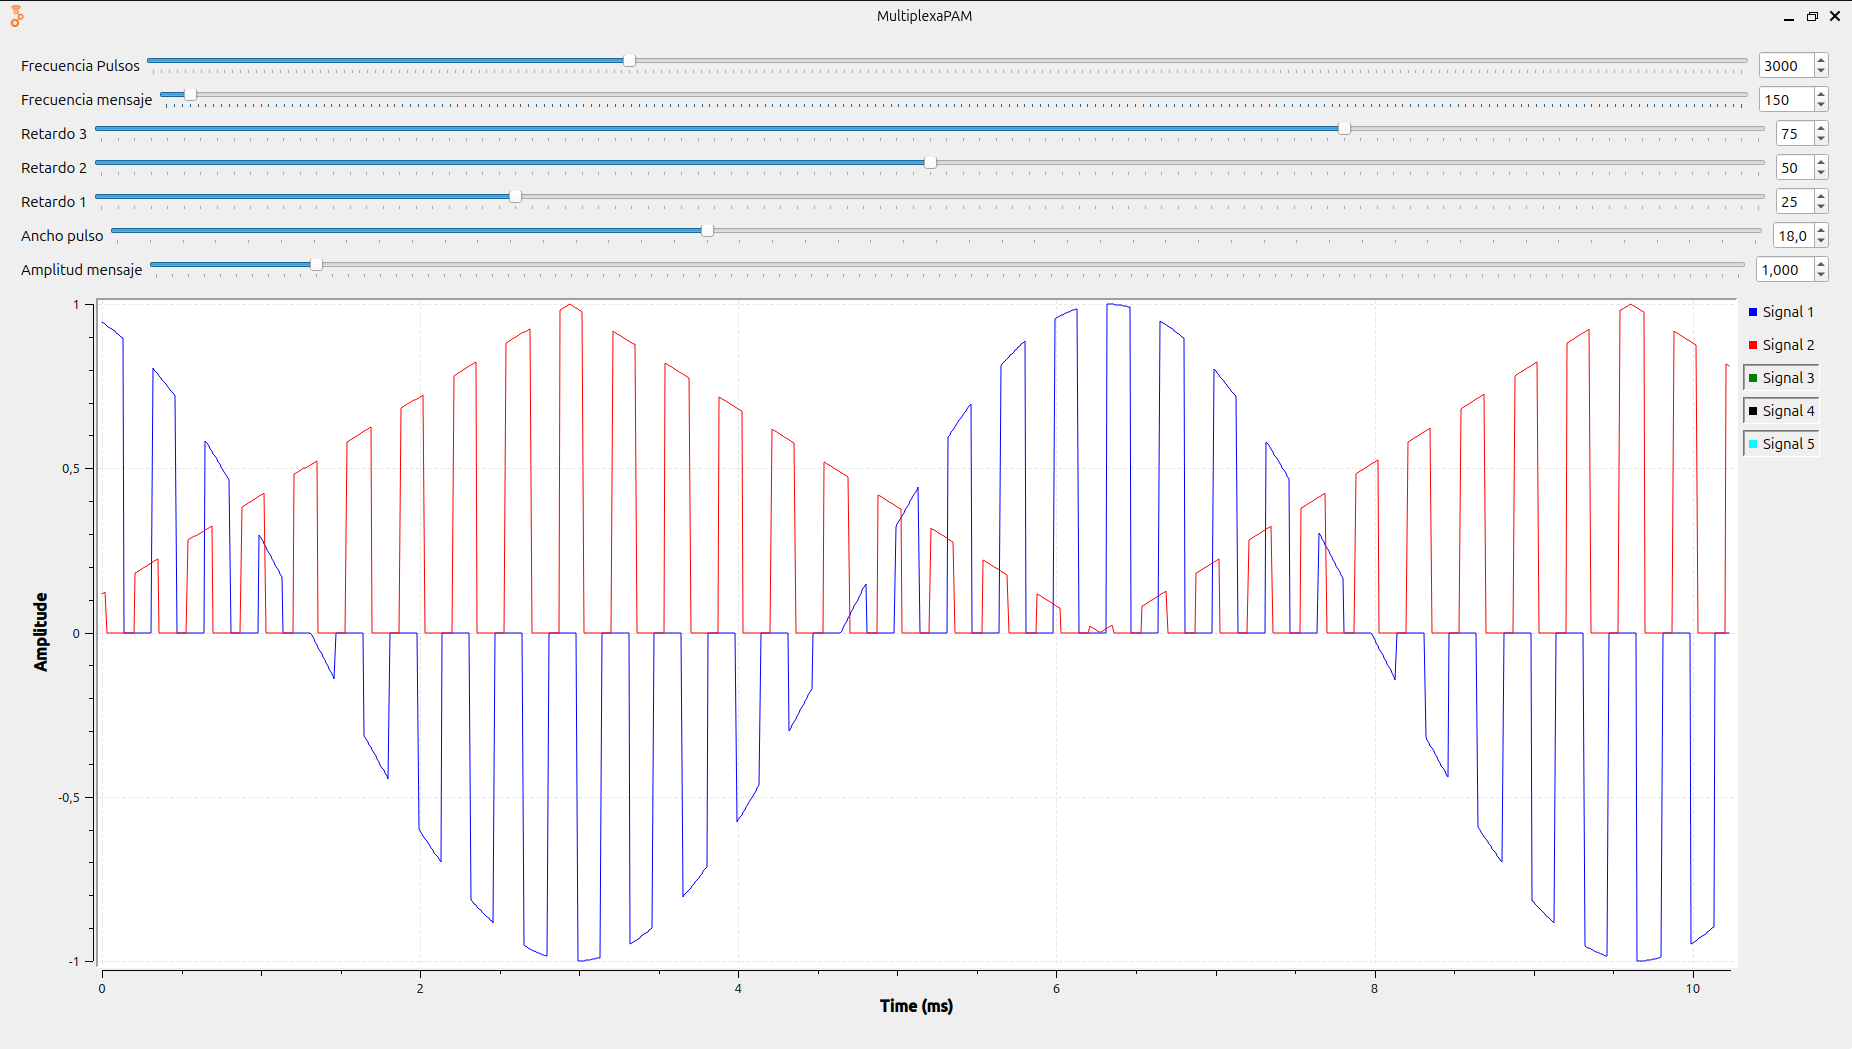 MultiplexaPAM
Frecuencia Pulsos 3000
Frecuencia mensaje 150
Retardo 3 75
Retardo 2 50
Retardo 1 25
Ancho pulso 18,0
Amplitud mensaje 1,000
1
0,5
0
-0,5
-1
Amplitude
0 2 4 6 8 10
Time (ms)
Signal 1
Signal 2
Signal 3
Signal 4
Signal 5